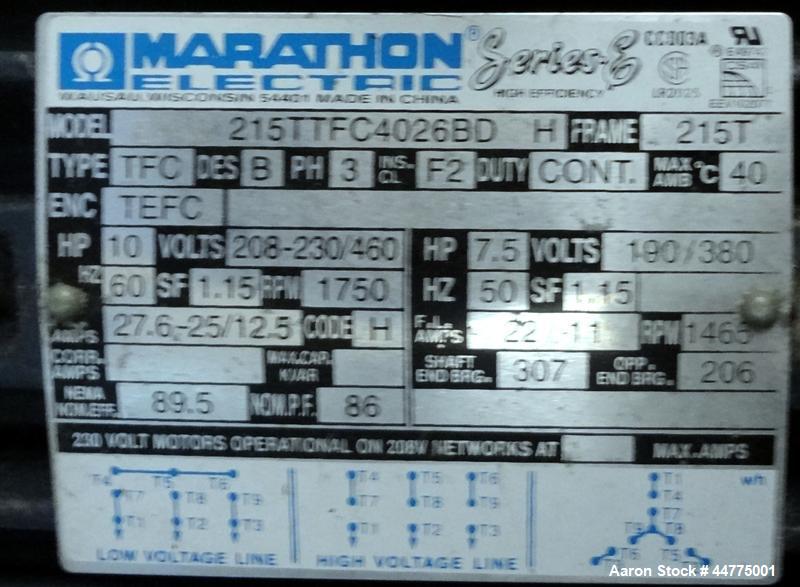 MARATHON® Series-E CC003A
ELECTRIC HIGH EFFICIENCY LR2025
WAUSAU, WISCONSIN 54401 MADE IN CHINA
MODEL 215TTFC4026BD H FRAME 215T
TYPE TFC DES B PH 3 INS. CL. F2 DUTY CONT. MAX AMB °C 40
ENC TEFC
HP 10 VOLTS 208-230/460 HP 7.5 VOLTS 190/380
HZ 60 SF 1.15 RPM 1750 HZ 50 SF 1.15
AMPS 27.6-25/12.5 CODE H F.L. AMPS 22/-11 RPM 1465
CORR. AMPS MAX.CAP. KVAR SHAFT END BRG. 307 OPP. END BRG. 206
NEMA NOM.EFF. 89.5 NOM.P.F. 86
230 VOLT MOTORS OPERATIONAL ON 208V NETWORKS AT MAX. AMPS
T4 T5 T6 T4 T5 T6 T1 w/h
T7 T8 T9 T7 T8 T9 T4
T1 T2 T3 T1 T2 T3 T7
T9 T8
T6 T5
LOW VOLTAGE LINE HIGH VOLTAGE LINE
Aaron Stock # 44775001